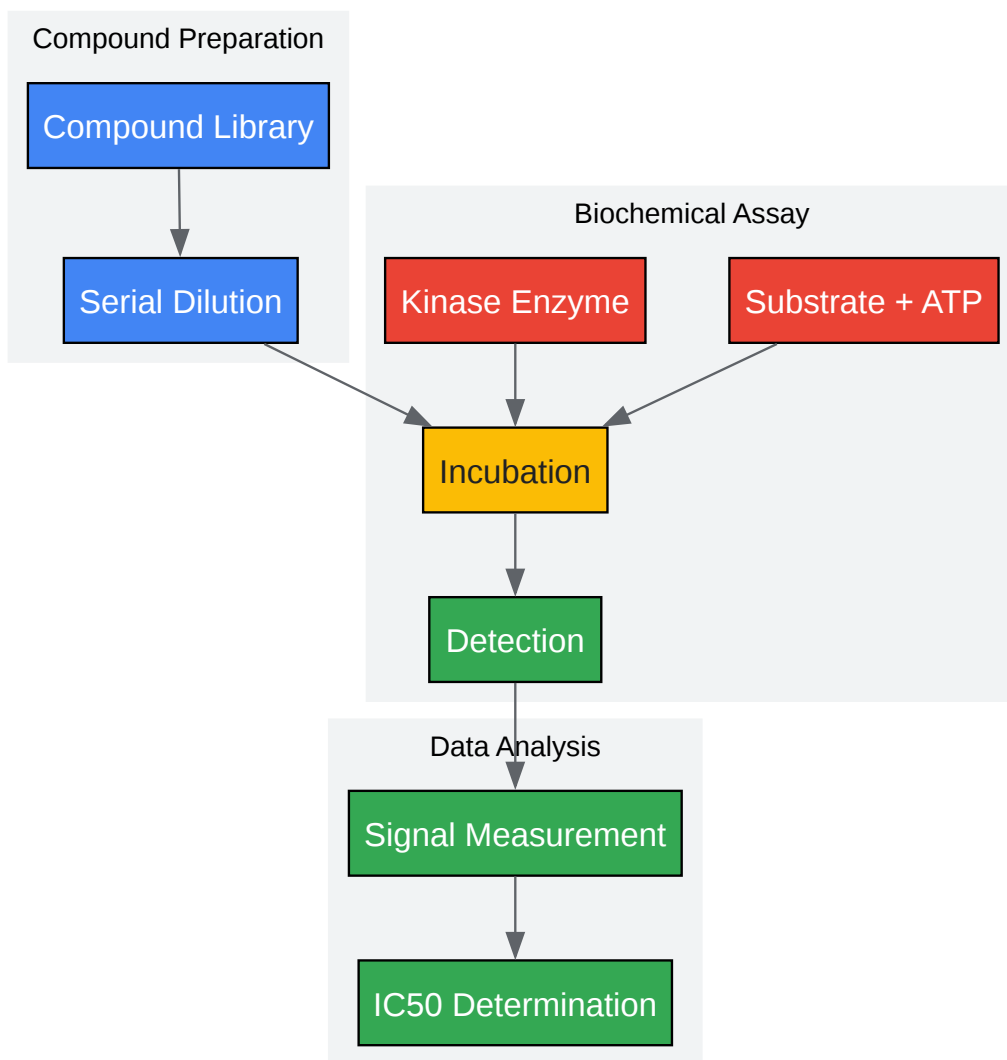 Compound Preparation
Compound Library
Serial Dilution
Biochemical Assay
Kinase Enzyme
Substrate + ATP
Incubation
Detection
Data Analysis
Signal Measurement
IC50 Determination